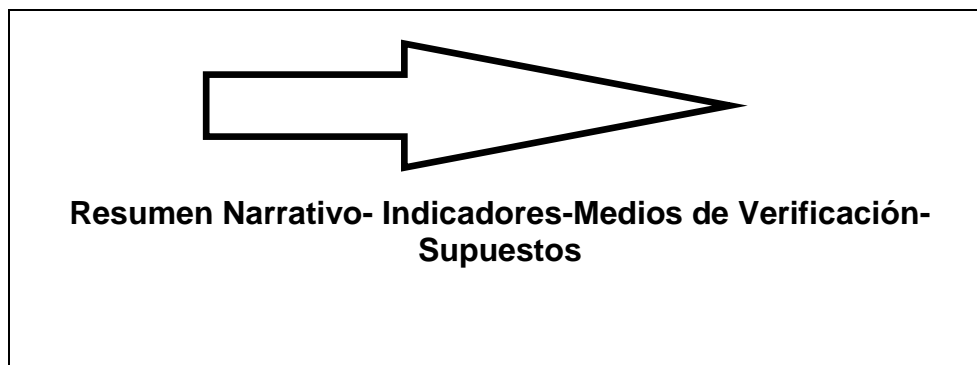 Resumen Narrativo- Indicadores-Medios de Verificación-
Supuestos